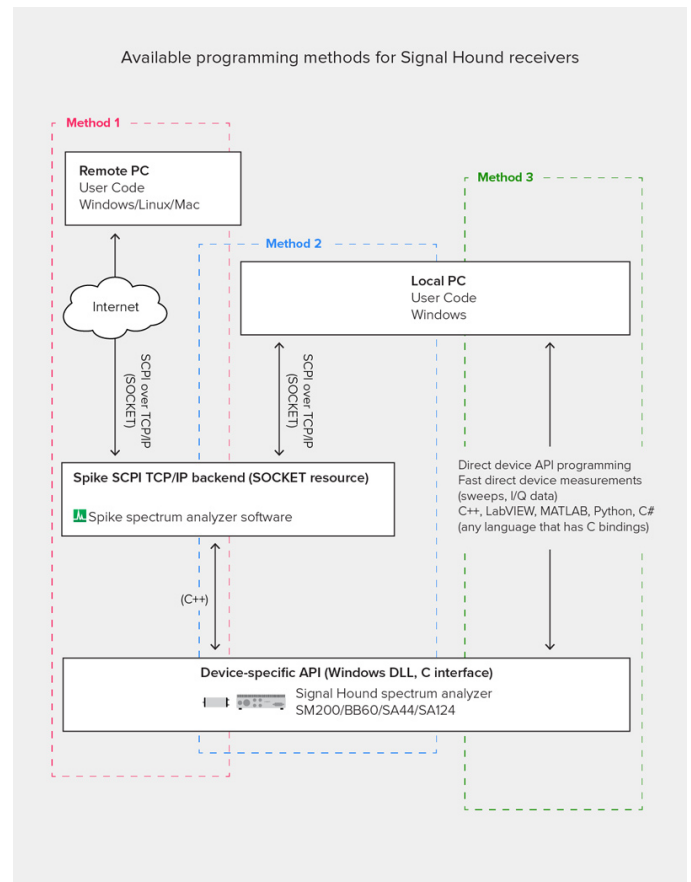 Available programming methods for Signal Hound receivers
Method 1
Remote PC
User Code
Windows/Linux/Mac
Method 3
Method 2
Local PC
User Code
Windows
Internet
SCPI over TCP/IP
(SOCKET)
SCPI over TCP/IP
(SOCKET)
Spike SCPI TCP/IP backend (SOCKET resource)
Spike spectrum analyzer software
Direct device API programming
Fast direct device measurements
(sweeps, I/Q data)
C++, LabVIEW, MATLAB, Python, C#
(any language that has C bindings)
(C++)
Device-specific API (Windows DLL, C interface)
Signal Hound spectrum analyzer
SM200/BB60/SA44/SA124